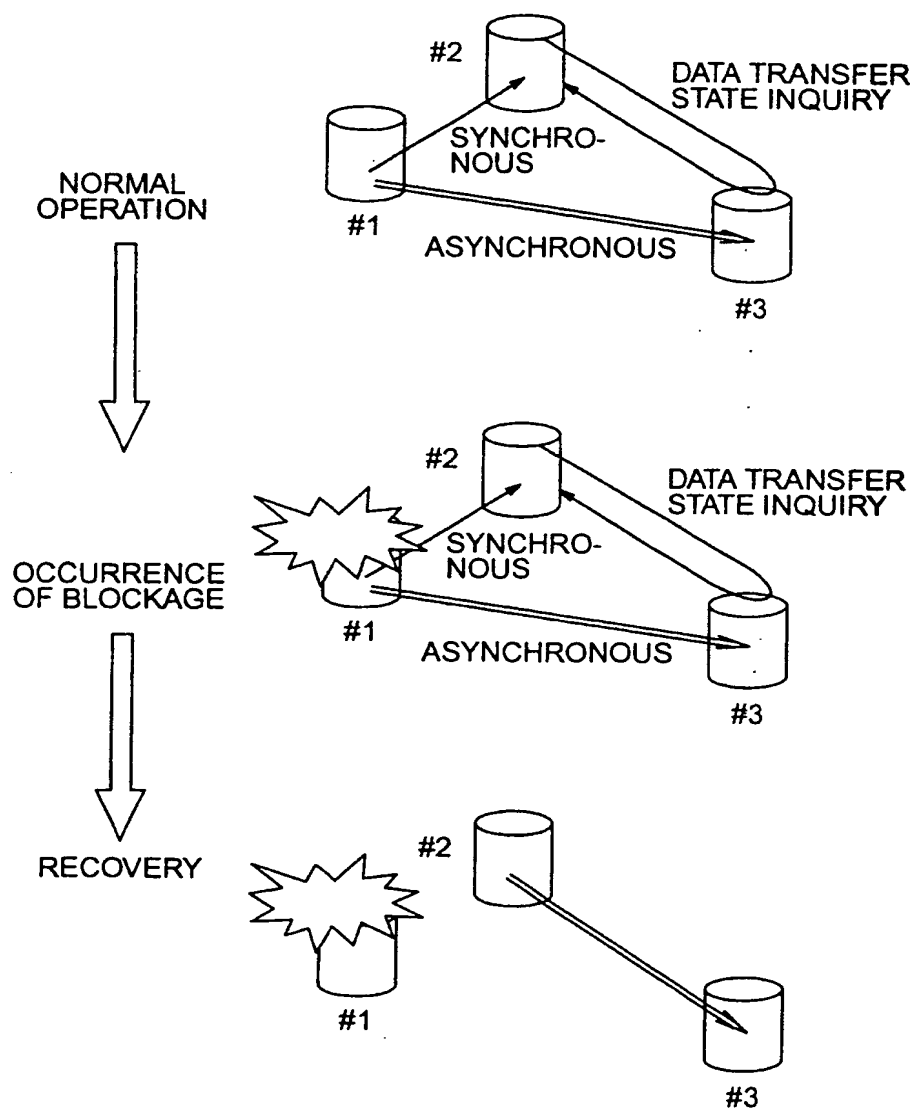 #2
DATA TRANSFER
STATE INQUIRY
SYNCHRO-
NOUS
NORMAL
OPERATION
#1
ASYNCHRONOUS
#3
#2
DATA TRANSFER
STATE INQUIRY
SYNCHRO-
NOUS
OCCURRENCE
OF BLOCKAGE
#1
ASYNCHRONOUS
#3
RECOVERY
#2
#1
#3